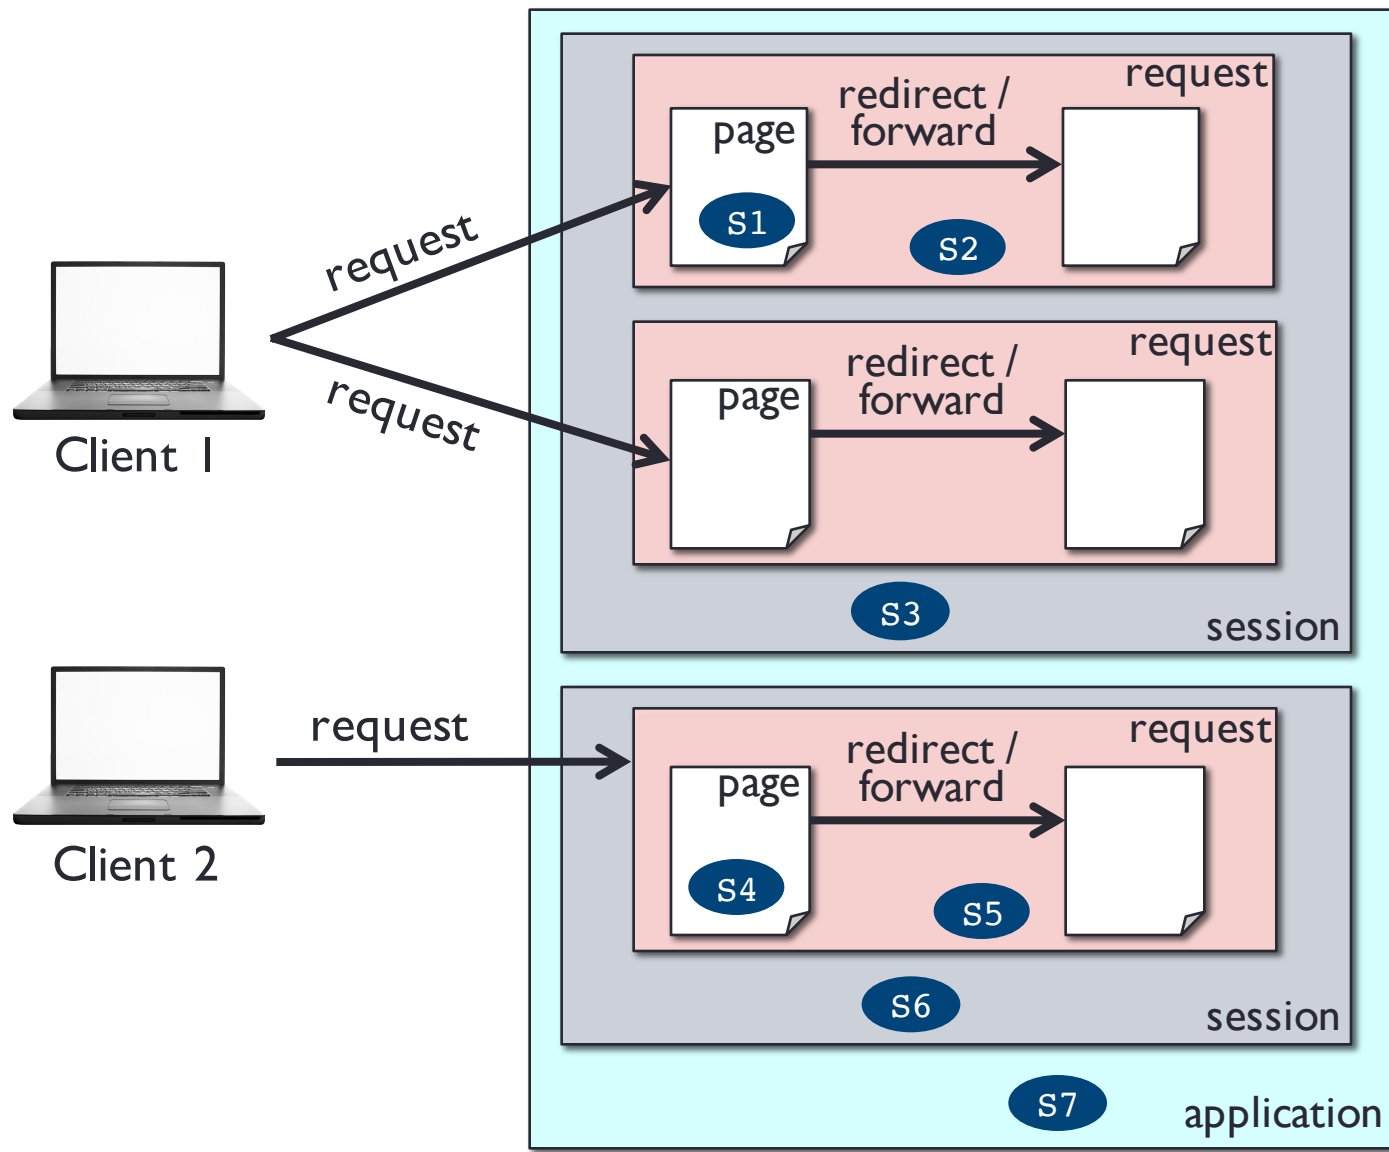 request
redirect /
forward
page
S1
S2
request
request
redirect /
forward
page
request
Client 1
S3
session
request
redirect /
forward
page
request
S4
S5
Client 2
S6
session
S7
application